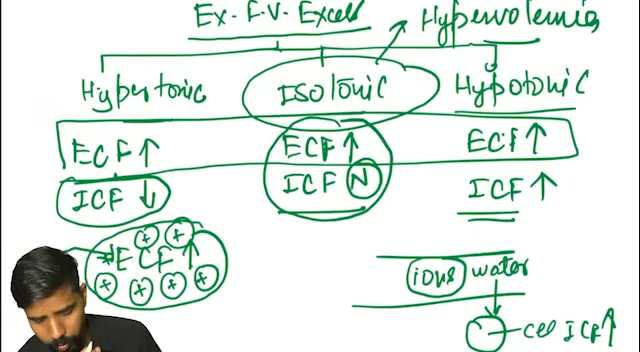 Ex-F-V-Excess
Hypervolemia
Hypertonic
ISOTonic
Hypotonic
ECF↑
ECF↑
ECF↑
ICF↓
ICF N
ICF↑
ECF↑
+ +
+ + + +
ions water
cell ICF↑